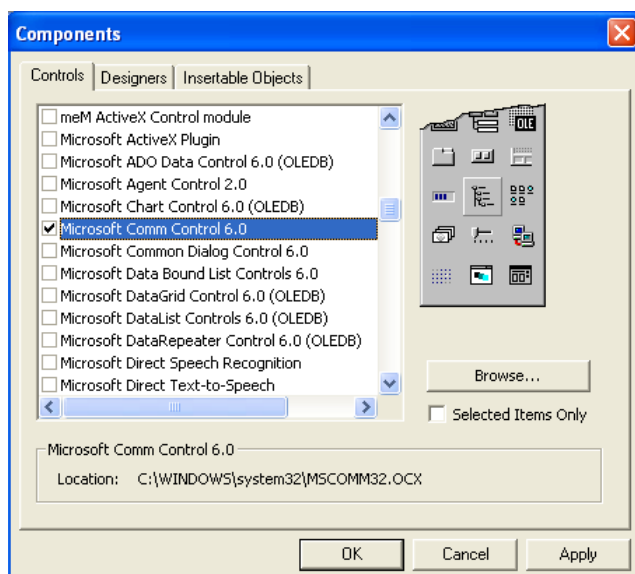 Components
Controls Designers Insertable Objects
meM ActiveX Control module
Microsoft ActiveX Plugin
Microsoft ADO Data Control 6.0 (OLEDB)
Microsoft Agent Control 2.0
Microsoft Chart Control 6.0 (OLEDB)
Microsoft Comm Control 6.0
Microsoft Common Dialog Control 6.0
Microsoft Data Bound List Controls 6.0
Microsoft DataGrid Control 6.0 (OLEDB)
Microsoft DataList Controls 6.0 (OLEDB)
Microsoft DataRepeater Control 6.0 (OLEDB)
Microsoft Direct Speech Recognition
Microsoft Direct Text-to-Speech
OLE
Browse...
Selected Items Only
Microsoft Comm Control 6.0
Location: C:\WINDOWS\system32\MSCOMM32.OCX
OK Cancel Apply